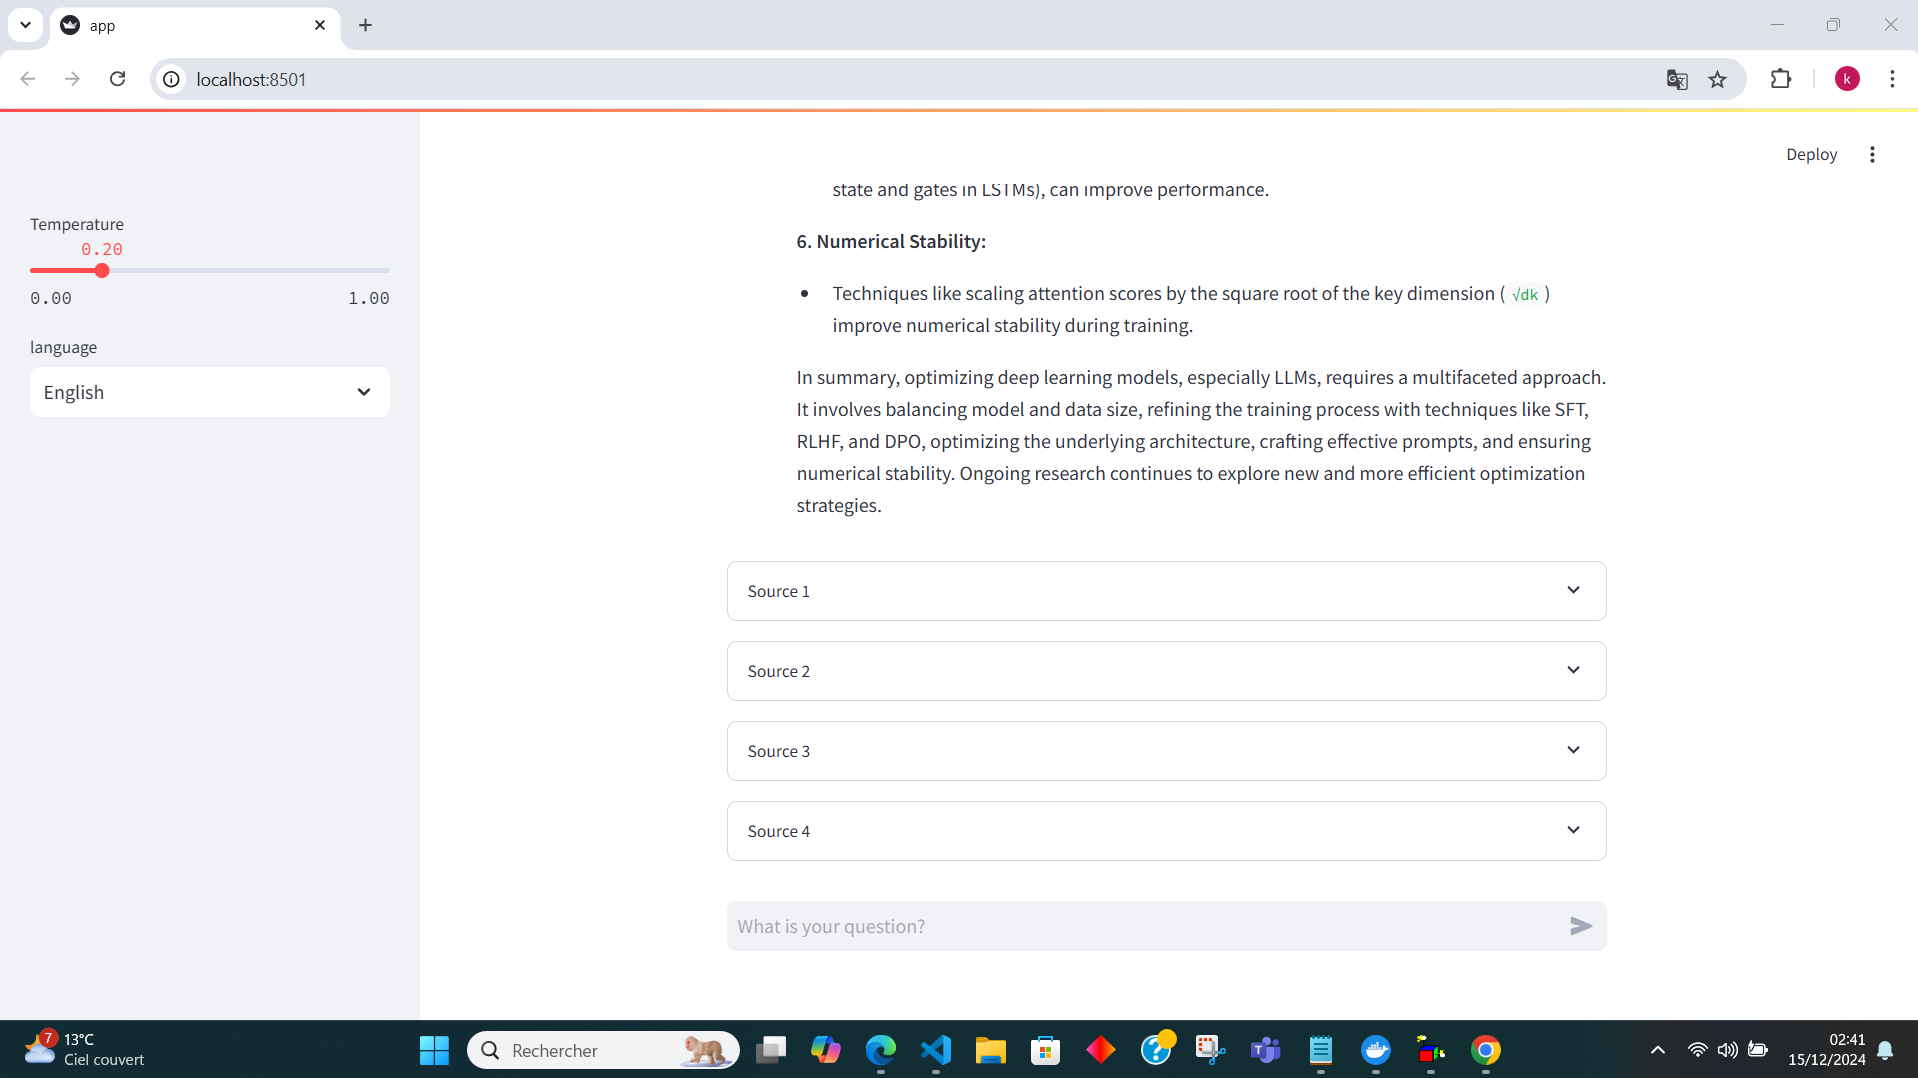 app
localhost:8501
k
Deploy
Temperature
0.20
0.00 1.00
language
English
state and gates in LSTMs), can improve performance.
6. Numerical Stability:
• Techniques like scaling attention scores by the square root of the key dimension ( √dk )
improve numerical stability during training.
In summary, optimizing deep learning models, especially LLMs, requires a multifaceted approach.
It involves balancing model and data size, refining the training process with techniques like SFT,
RLHF, and DPO, optimizing the underlying architecture, crafting effective prompts, and ensuring
numerical stability. Ongoing research continues to explore new and more efficient optimization
strategies.
Source 1
Source 2
Source 3
Source 4
What is your question?
7
13°C
Ciel couvert
Rechercher
02:41
15/12/2024